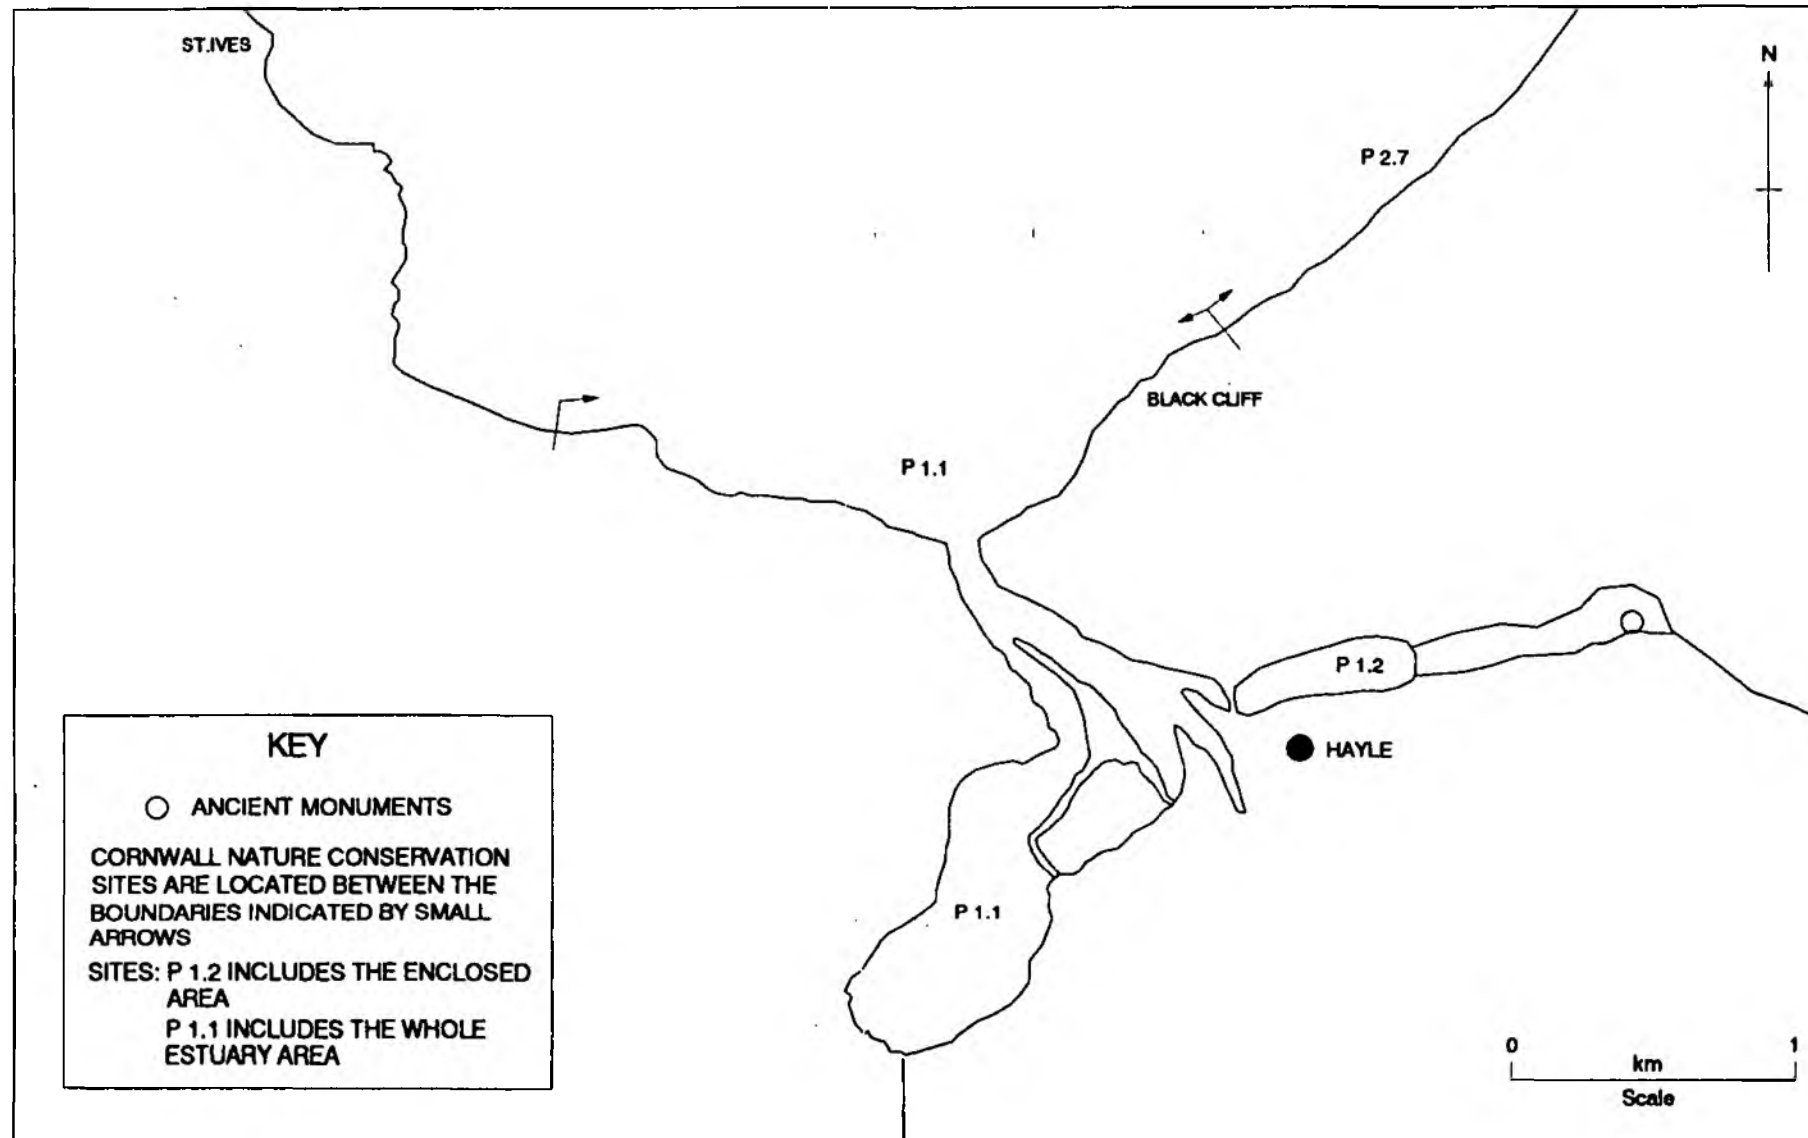 ST.IVES
N
P 2.7
BLACK CLIFF
P 1.1
P 1.2
HAYLE
P 1.1
KEY
ANCIENT MONUMENTS
CORNWALL NATURE CONSERVATION
SITES ARE LOCATED BETWEEN THE
BOUNDARIES INDICATED BY SMALL
ARROWS
SITES: P 1.2 INCLUDES THE ENCLOSED
AREA
P 1.1 INCLUDES THE WHOLE
ESTUARY AREA
0 1
km
Scale